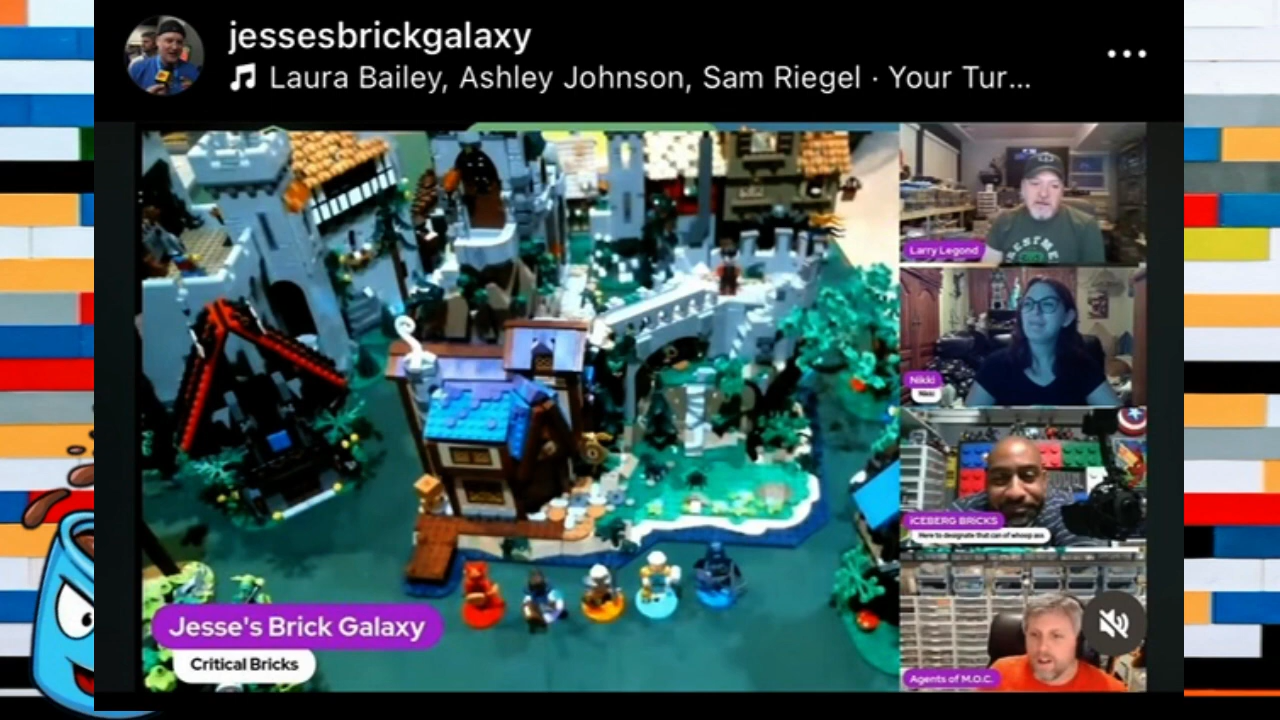 jessesbrickgalaxy
Laura Bailey, Ashley Johnson, Sam Riegel · Your Tur...
Larry Legond
Nikki
ICEBERG BRICKS
Here to designate that can of whoop ass
Jesse's Brick Galaxy
Critical Bricks
Agents of M.O.C.